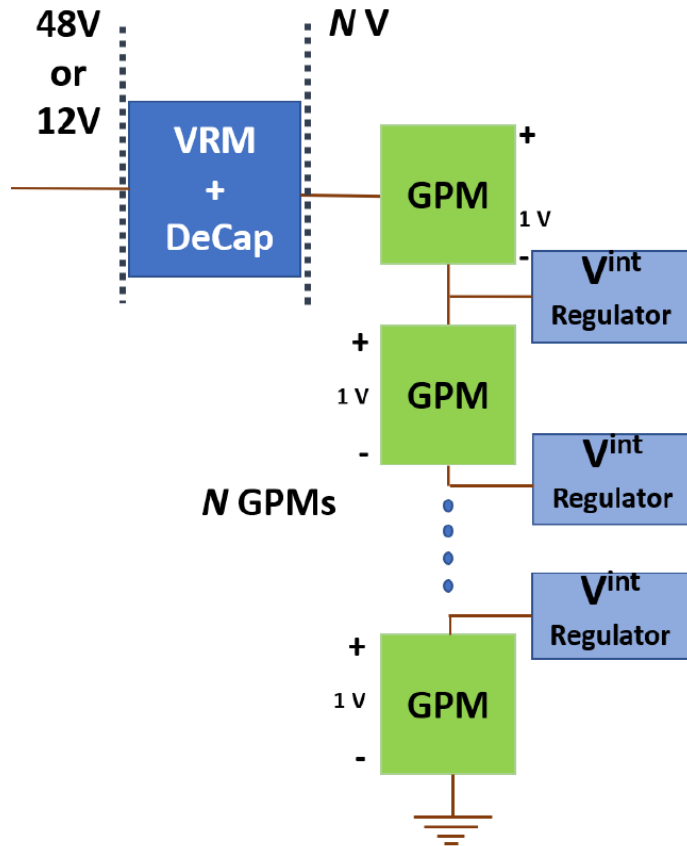 48V
or
12V
N V
VRM
+
DeCap
GPM
+
1 V
-
Vint
Regulator
+
1 V
-
GPM
Vint
Regulator
N GPMs
Vint
Regulator
+
1 V
-
GPM